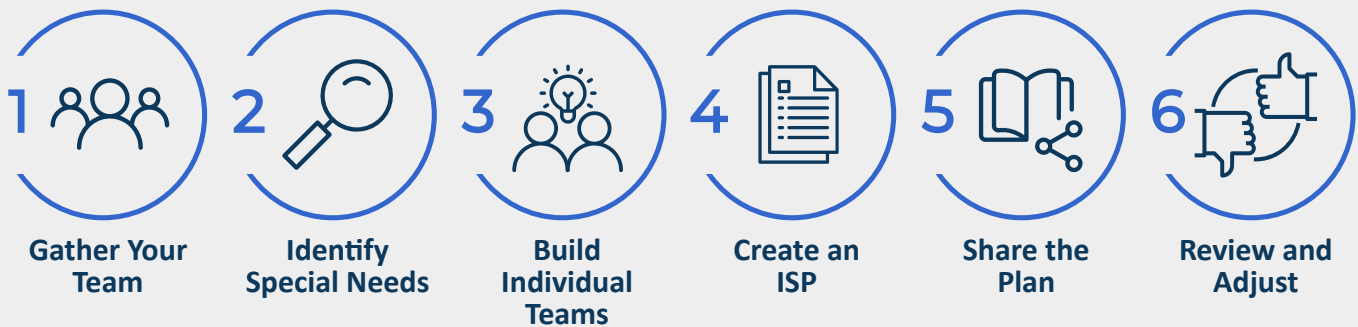 1
Gather Your
Team
2
Identify
Special Needs
3
Build
Individual
Teams
4
Create an
ISP
5
Share the
Plan
6
Review and
Adjust